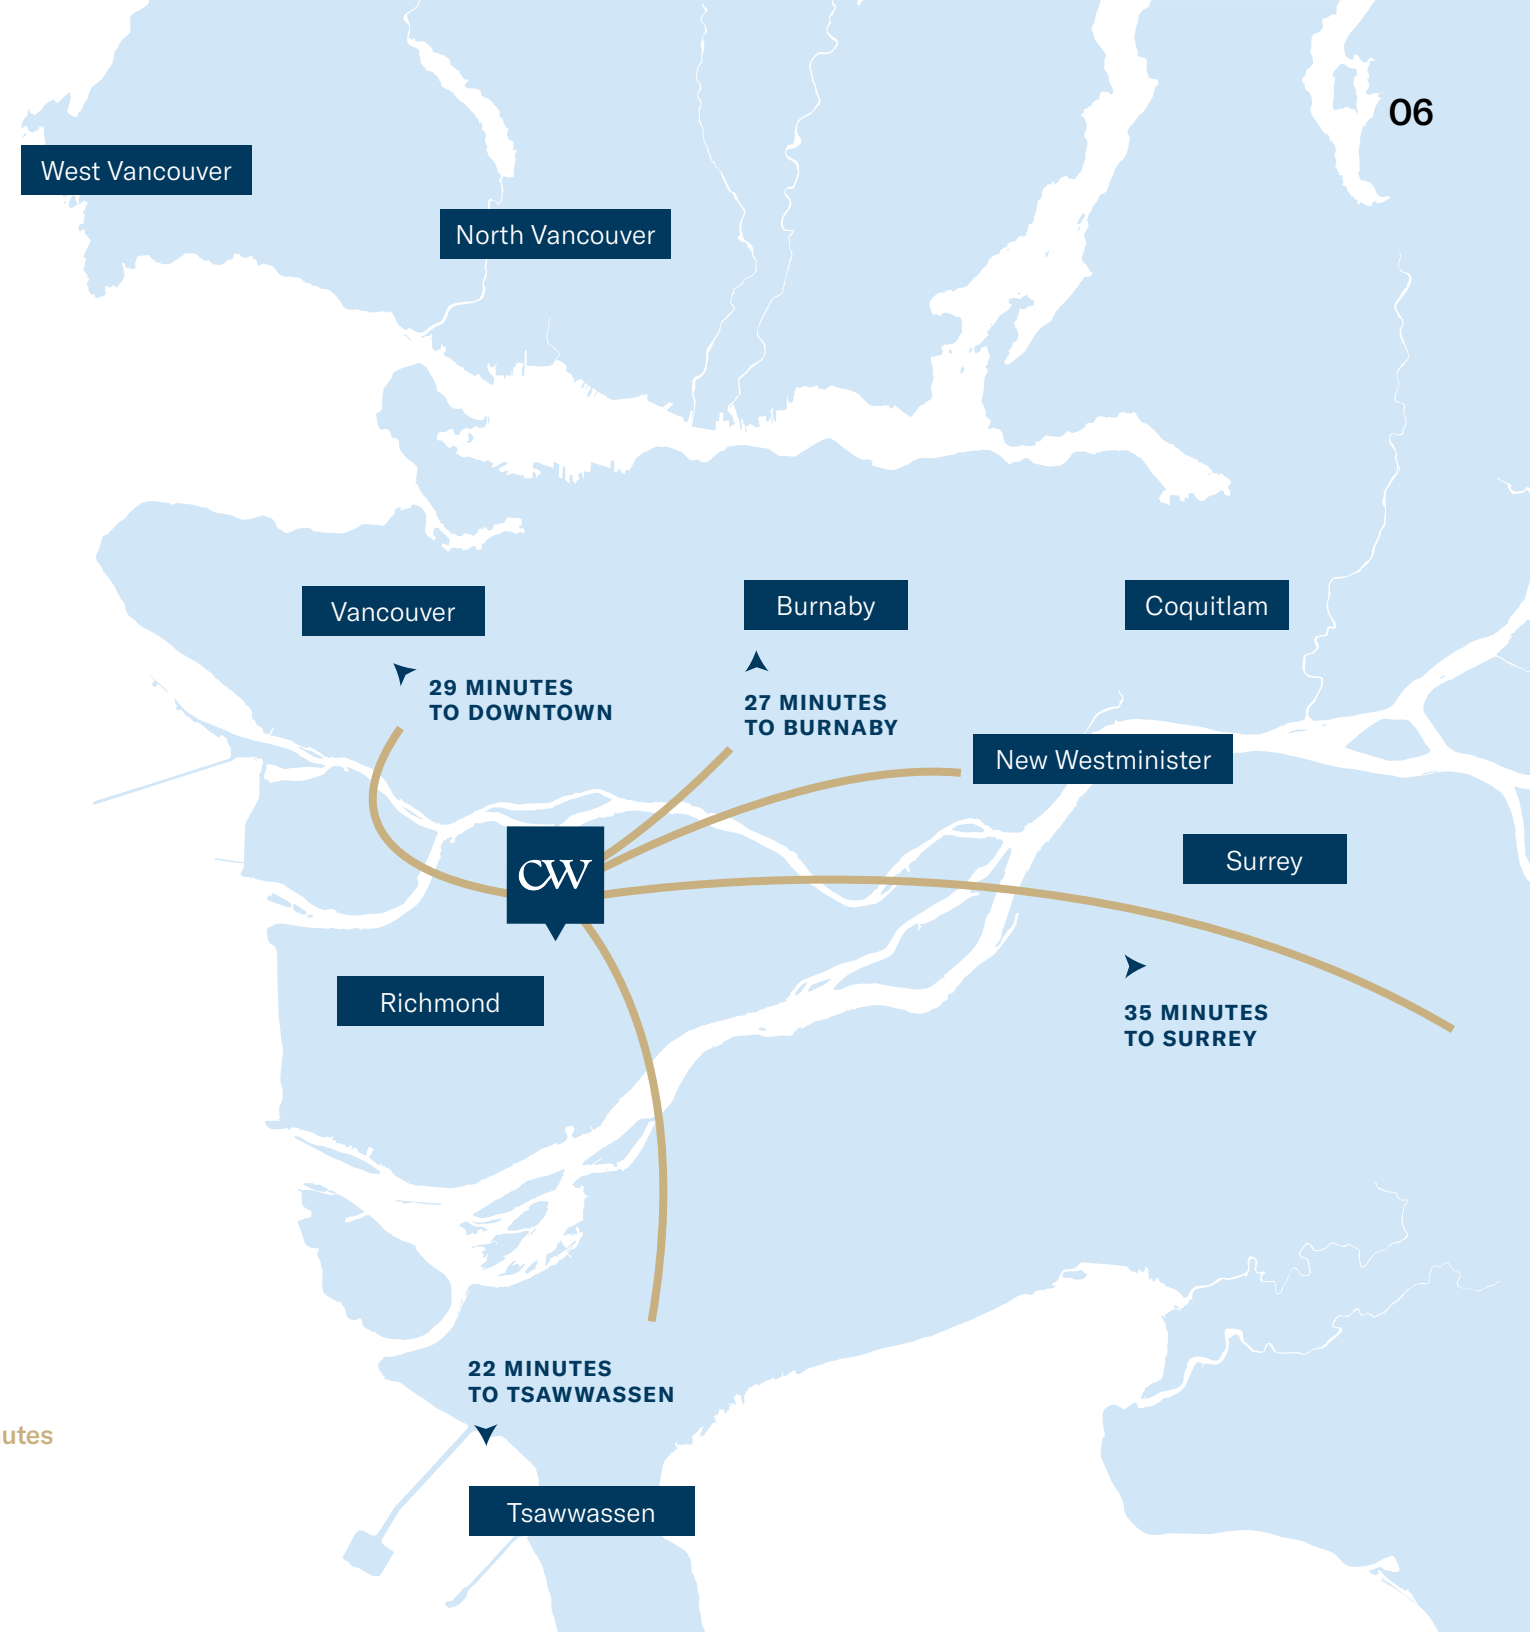 06
West Vancouver
North Vancouver
Vancouver
Burnaby
Coquitlam
29 MINUTES
TO DOWNTOWN
27 MINUTES
TO BURNABY
New Westminister
Surrey
CW
Richmond
35 MINUTES
TO SURREY
22 MINUTES
TO TSAWWASSEN
utes
Tsawwassen